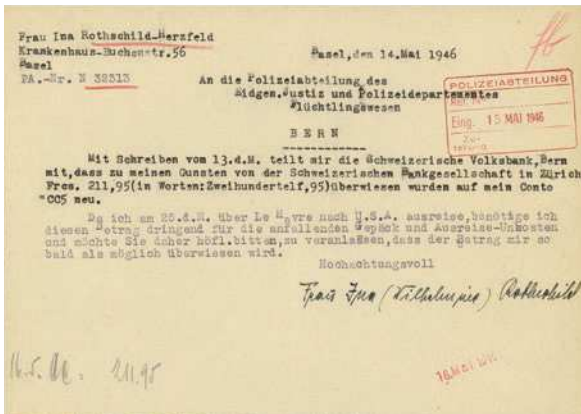 Frau Ina Rothschild-Herzfeld
Krankenhaus-Buchenstr.56
Basel
PA.-Nr. N 32513
Basel,den 14.Mai 1946
16
An die Polizeiabteilung des
Eidgen.Justiz und Polizeidepartementes
Flüchtlingswesen
BERN
POLIZEIABTEILUNG
Eing. 15 MAI 1946
Mit Schreiben vom 13.d.M. teilt mir die Schweizerische Volksbank,Bern
mit,dass zu meinen Gunsten von der Schweizerischen Bankgesellschaft in Zürich
Frcs. 211,95(in Worten:Zweihundertelf,95)überwiesen wurden auf mein Conto
"CC5 neu.
Da ich am 25.d.M. über Le Havre nach U.S.A. ausreise,benötige ich
diesen Betrag dringend für die anfallenden Gepäck und Ausreise-Unkosten
und möchte Sie daher höfl.bitten,zu veranlassen,dass der Betrag mir so
bald als möglich überwiesen wird.
Hochachtungsvoll
Frau Ina (Wilhelmine) Rothschild
211.95